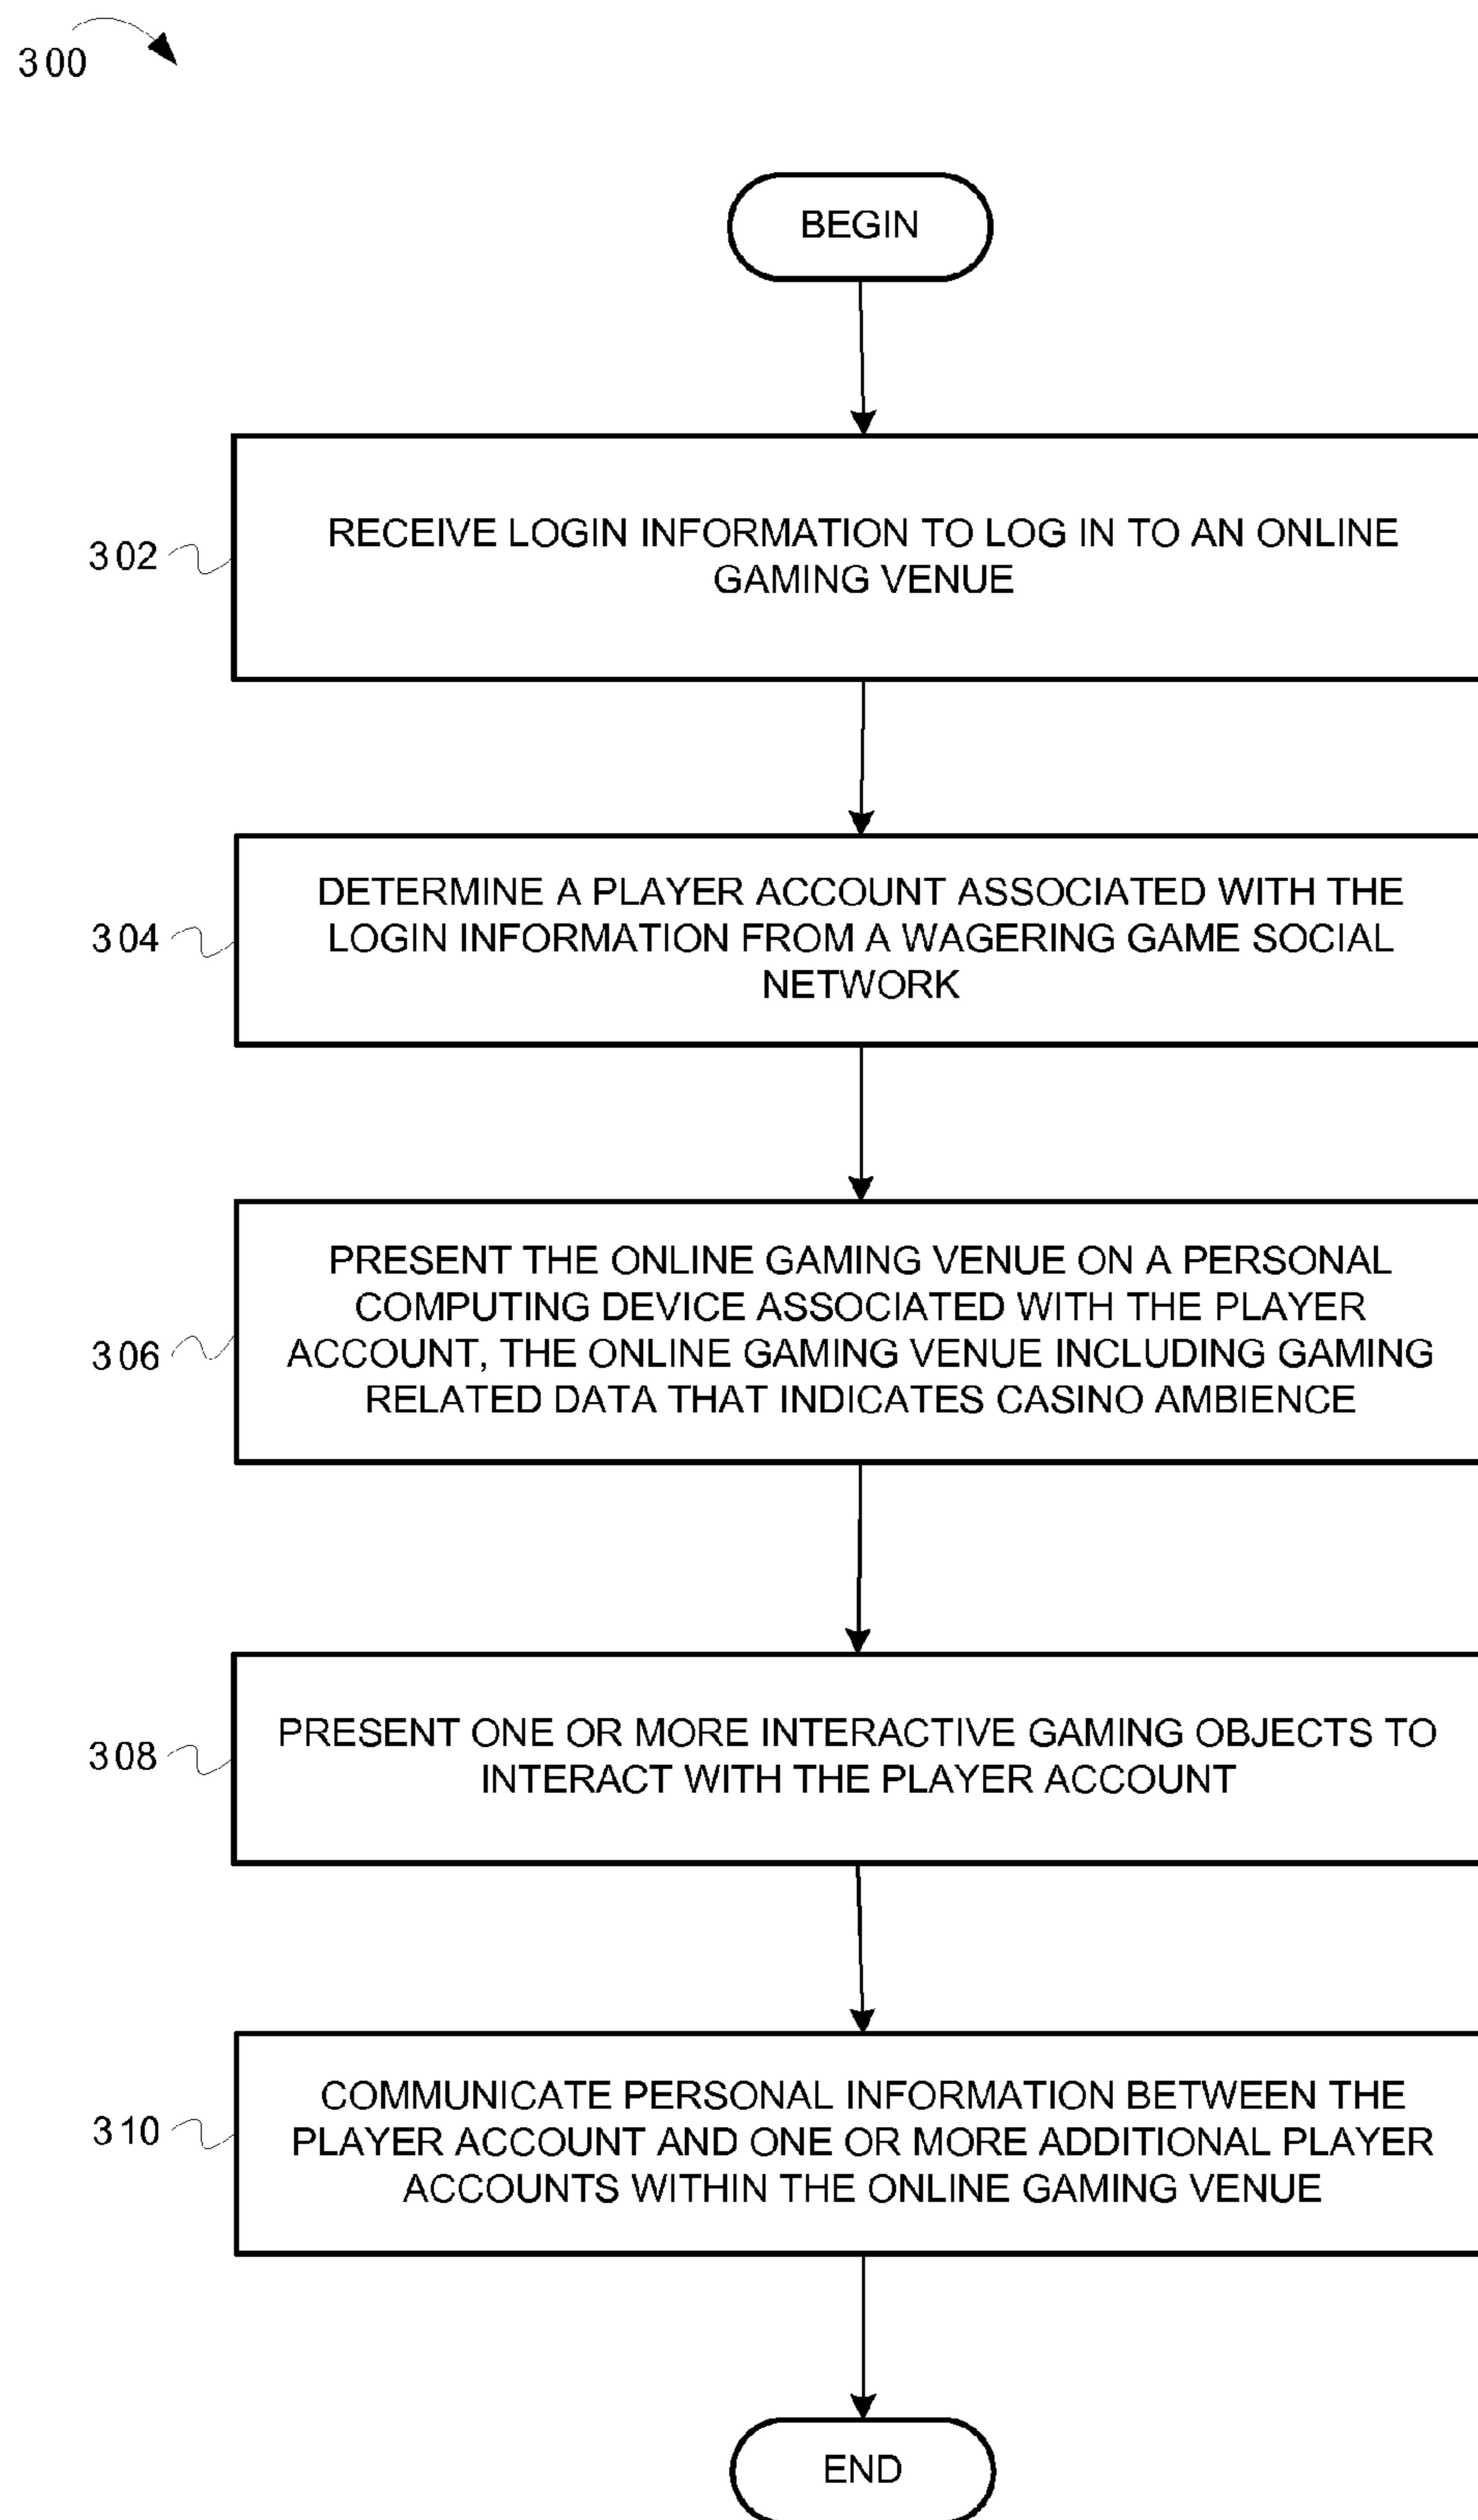 300
BEGIN
302
RECEIVE LOGIN INFORMATION TO LOG IN TO AN ONLINE
GAMING VENUE
304
DETERMINE A PLAYER ACCOUNT ASSOCIATED WITH THE
LOGIN INFORMATION FROM A WAGERING GAME SOCIAL
NETWORK
306
PRESENT THE ONLINE GAMING VENUE ON A PERSONAL
COMPUTING DEVICE ASSOCIATED WITH THE PLAYER
ACCOUNT, THE ONLINE GAMING VENUE INCLUDING GAMING
RELATED DATA THAT INDICATES CASINO AMBIENCE
308
PRESENT ONE OR MORE INTERACTIVE GAMING OBJECTS TO
INTERACT WITH THE PLAYER ACCOUNT
310
COMMUNICATE PERSONAL INFORMATION BETWEEN THE
PLAYER ACCOUNT AND ONE OR MORE ADDITIONAL PLAYER
ACCOUNTS WITHIN THE ONLINE GAMING VENUE
END